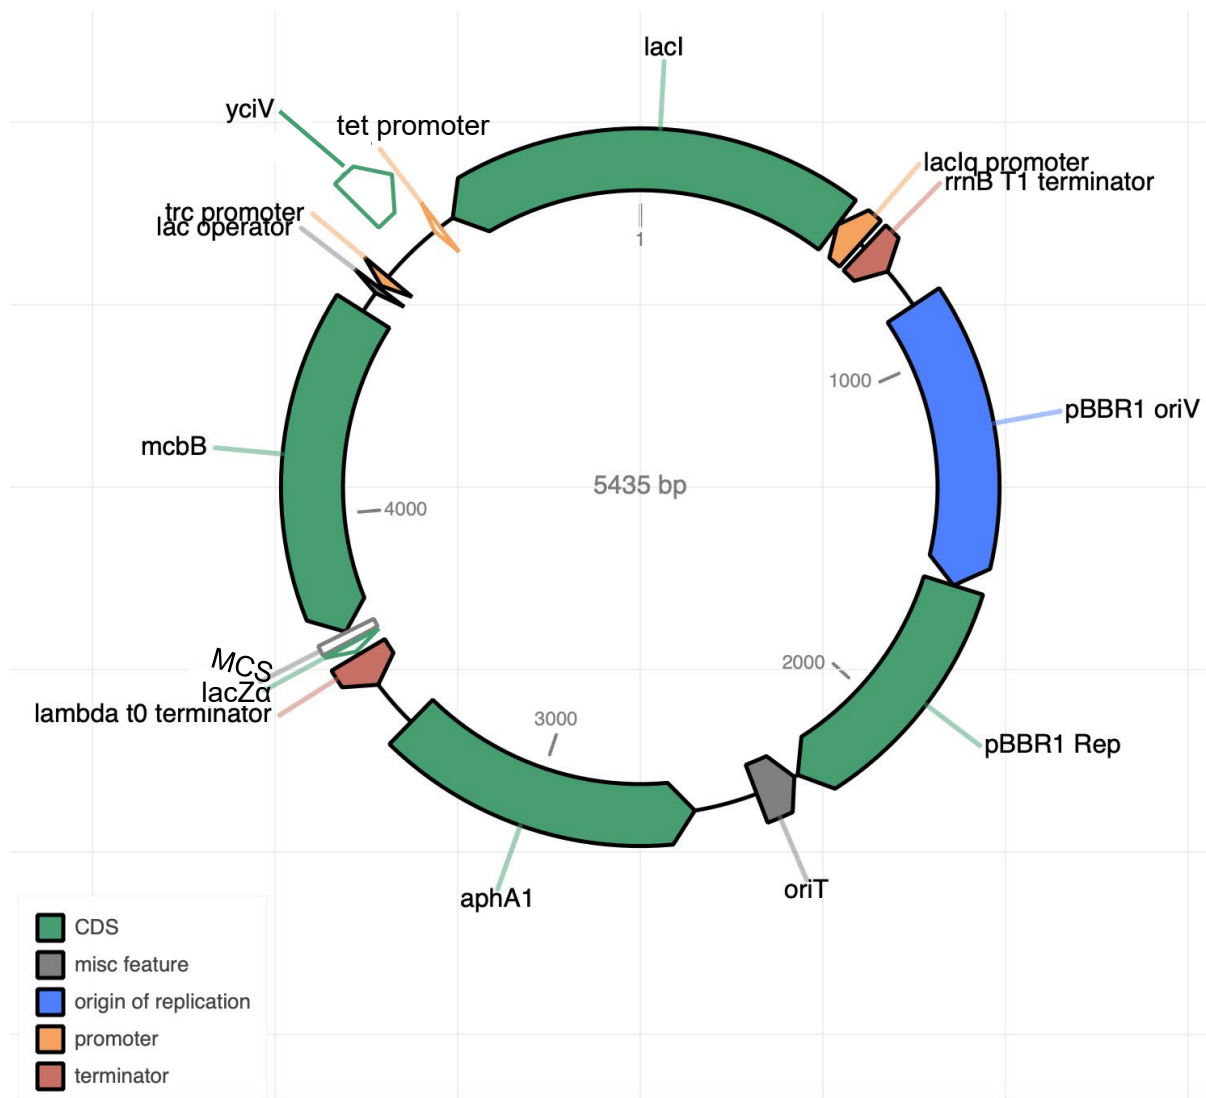 lacI
yciV
tet promoter
lacIq promoter
rrnB T1 terminator
trc promoter
lac operator
1
1000
pBBR1 oriV
mcbB
5435 bp
4000
MCS
lacZα
lambda t0 terminator
2000
3000
pBBR1 Rep
oriT
aphA1
CDS
misc feature
origin of replication
promoter
terminator